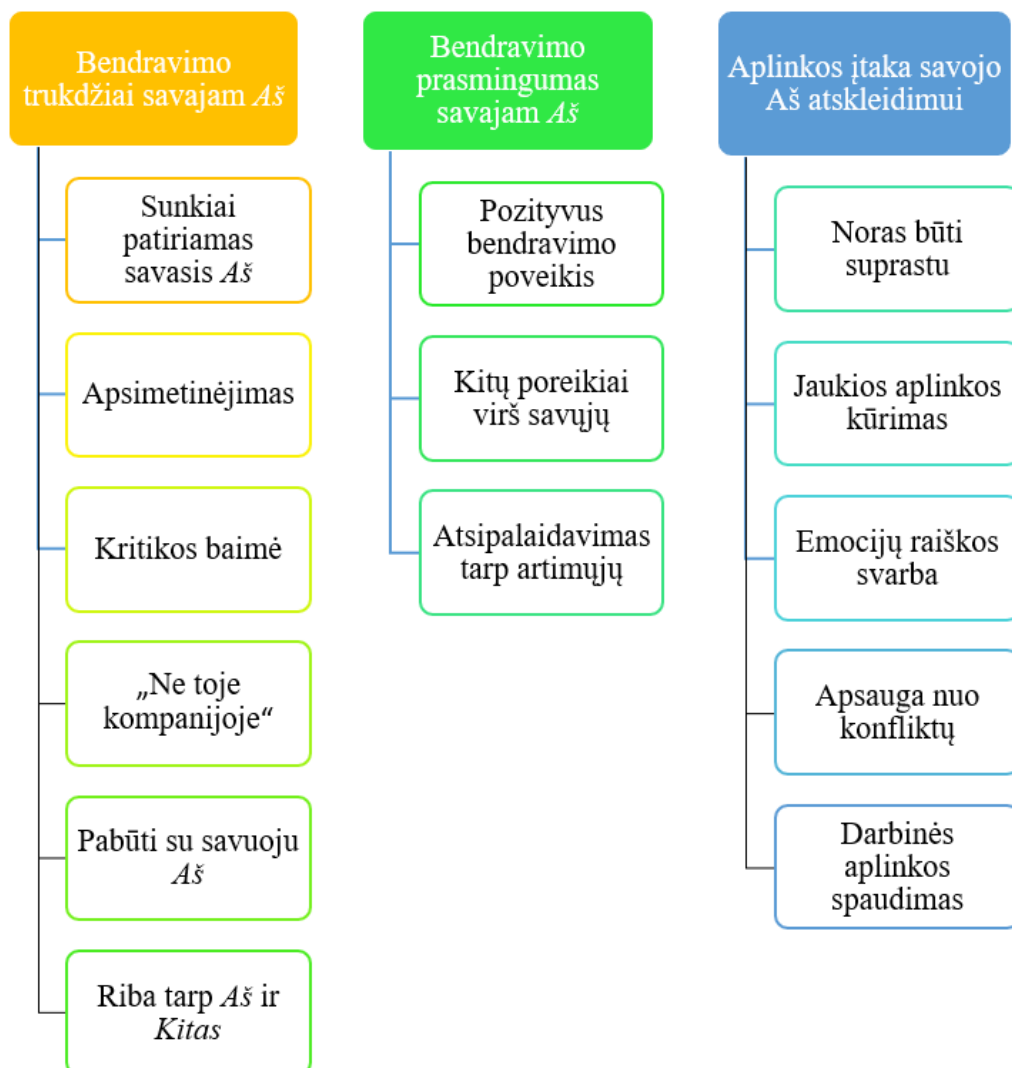 Bendravimo
trukdžiai savajam Aš
Sunkiai
patiriamas
savasis Aš
Apsimetinėjimas
Kritikos baimė
„Ne toje
kompanijoje“
Pabūti su savuoju
Aš
Riba tarp Aš ir
Kitas
Bendravimo
prasmingumas
savajam Aš
Pozityvus
bendravimo
poveikis
Kitų poreikiai
virš savųjų
Atsipalaidavimas
tarp artimųjų
Aplinkos įtaka savojo
Aš atskleidimui
Noras būti
suprastu
Jaukios aplinkos
kūrimas
Emocijų raiškos
svarba
Apsauga nuo
konfliktų
Darbinės
aplinkos
spaudimas